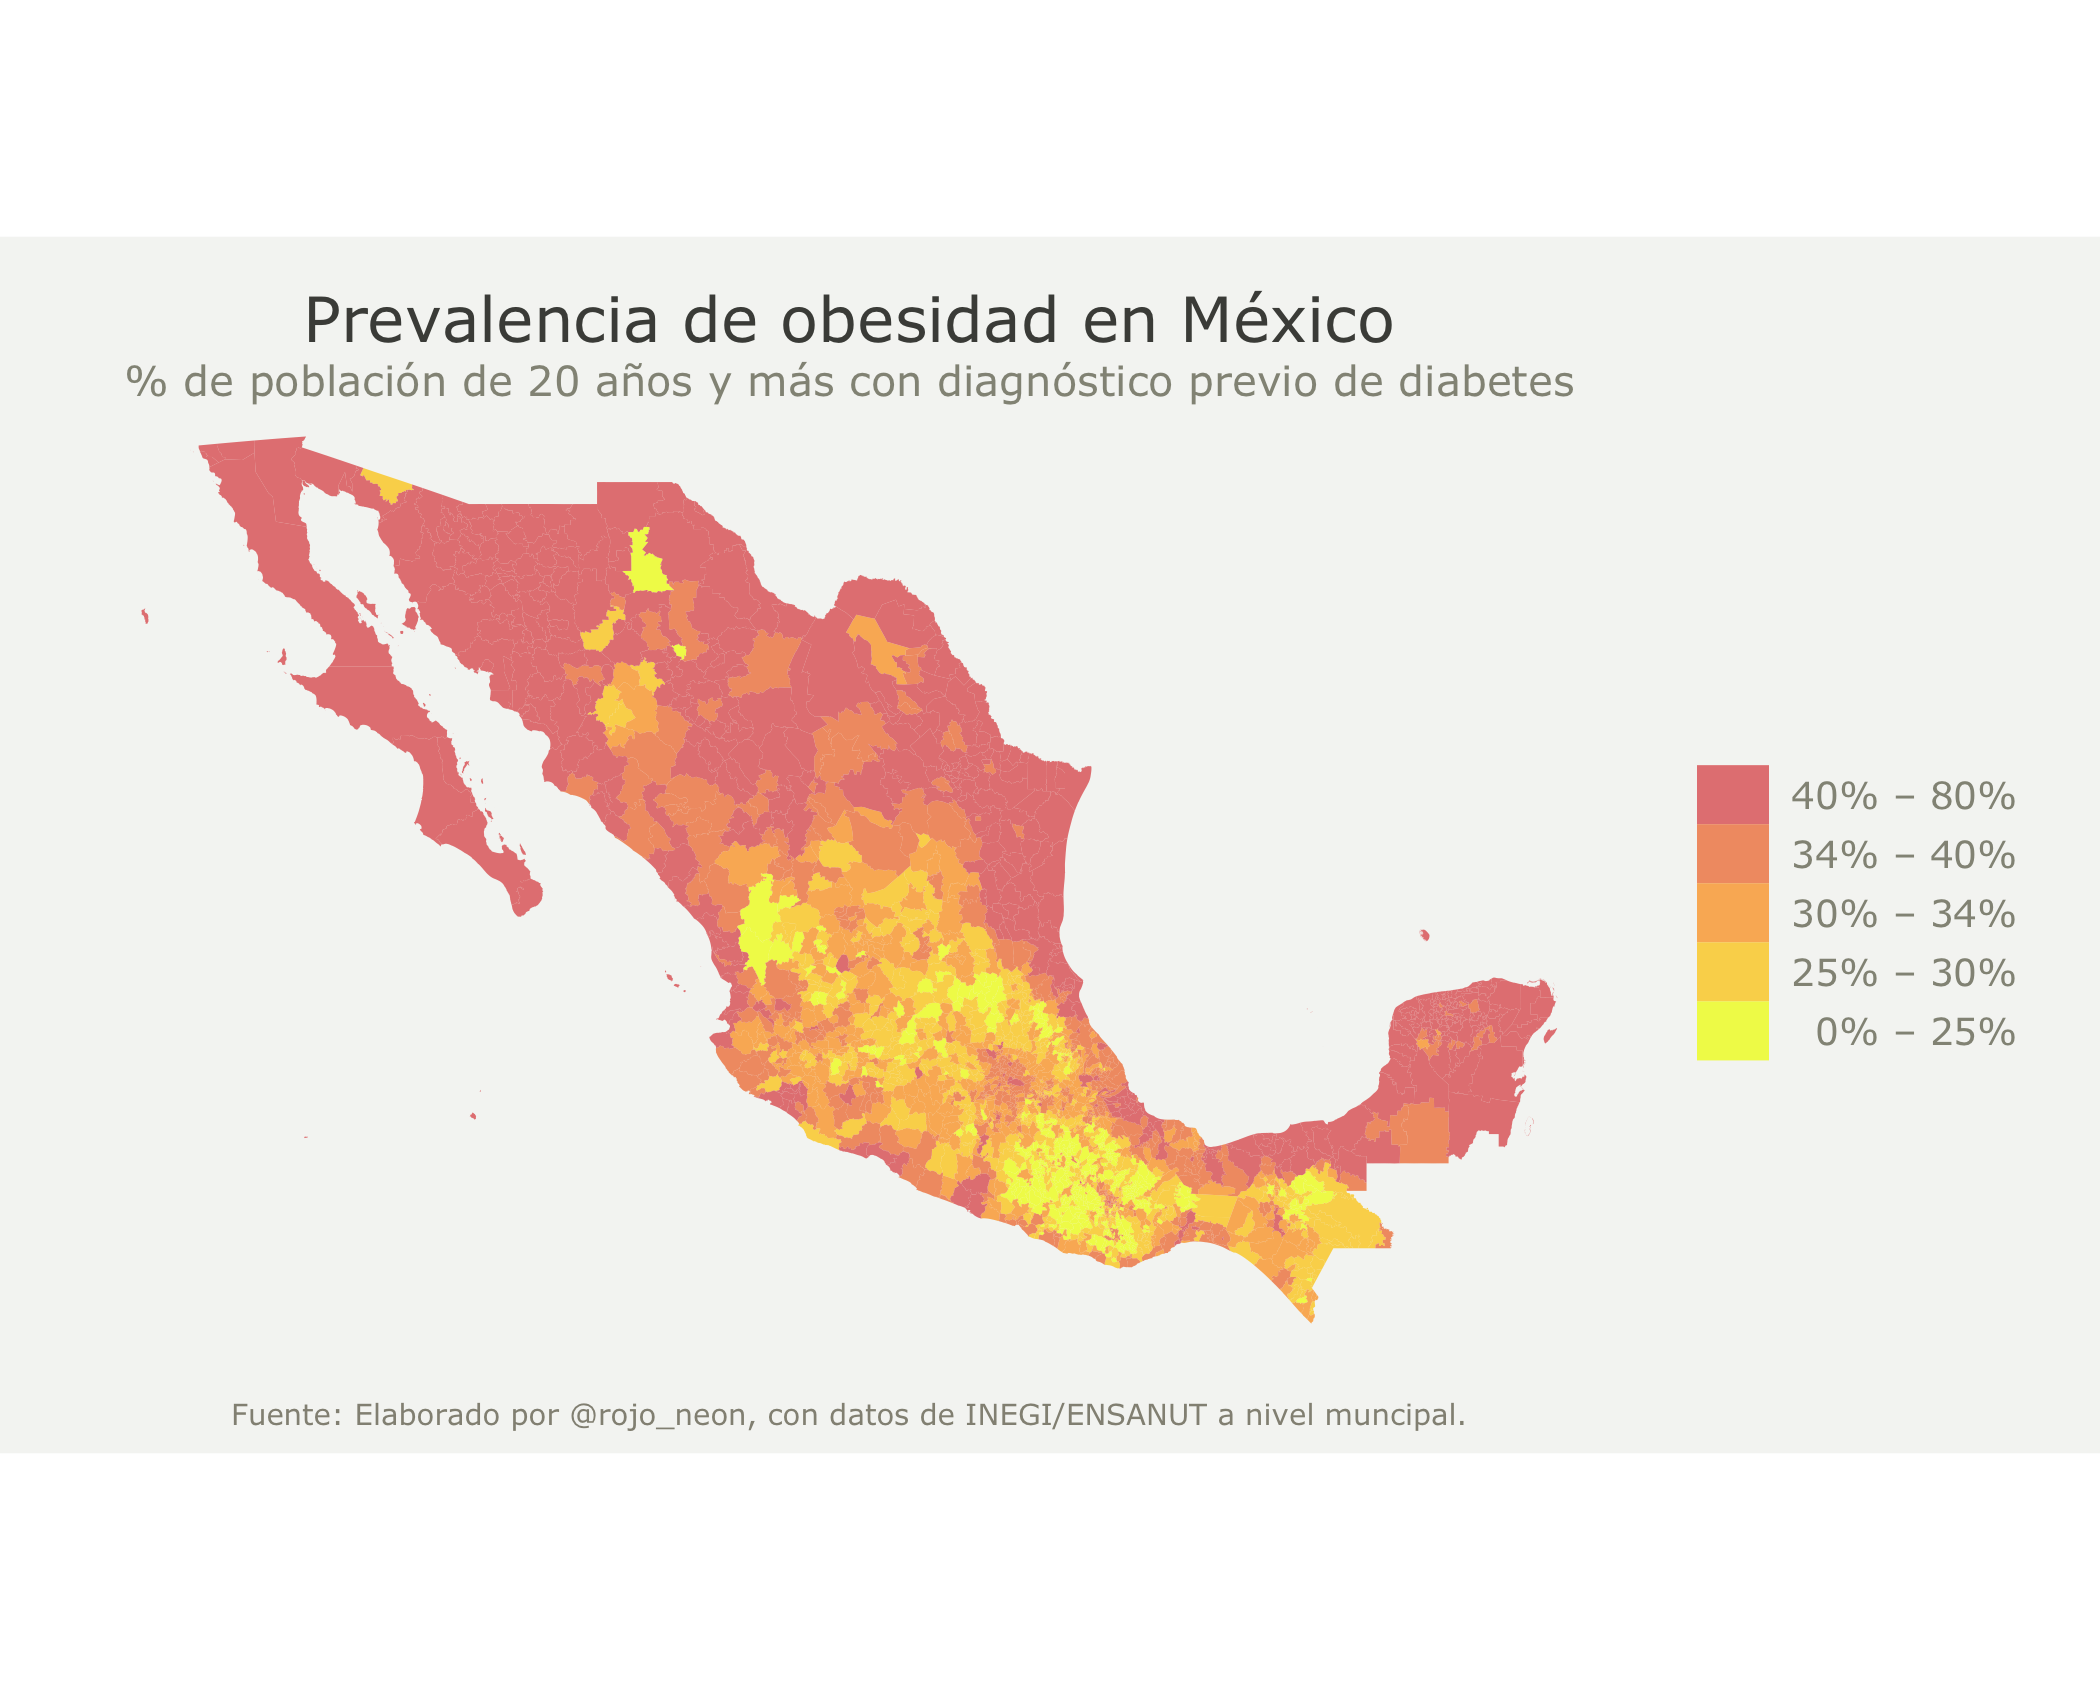 Prevalencia de obesidad en México
% de población de 20 años y más con diagnóstico previo de diabetes
40% – 80%
34% – 40%
30% – 34%
25% – 30%
0% – 25%
Fuente: Elaborado por @rojo_neon, con datos de INEGI/ENSANUT a nivel muncipal.